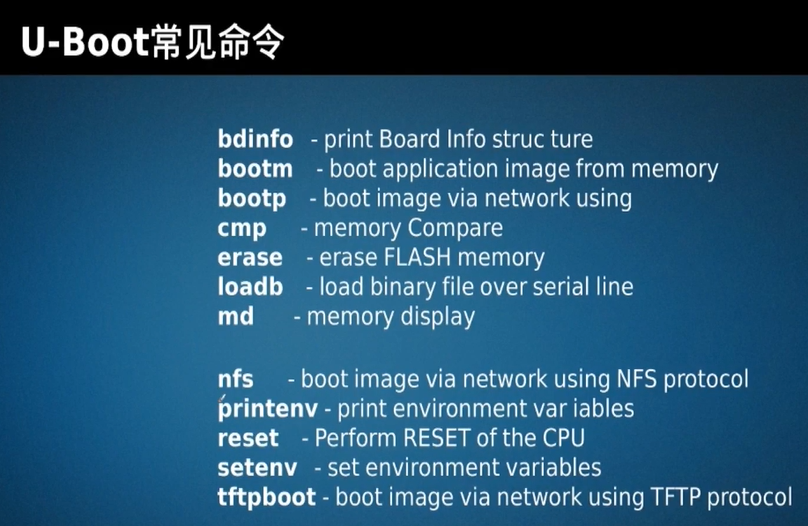 U-Boot常见命令
bdinfo - print Board Info struc ture
bootm - boot application image from memory
bootp - boot image via network using
cmp - memory Compare
erase - erase FLASH memory
loadb - load binary file over serial line
md - memory display
nfs - boot image via network using NFS protocol
printenv - print environment var iables
reset - Perform RESET of the CPU
setenv - set environment variables
tftpboot - boot image via network using TFTP protocol